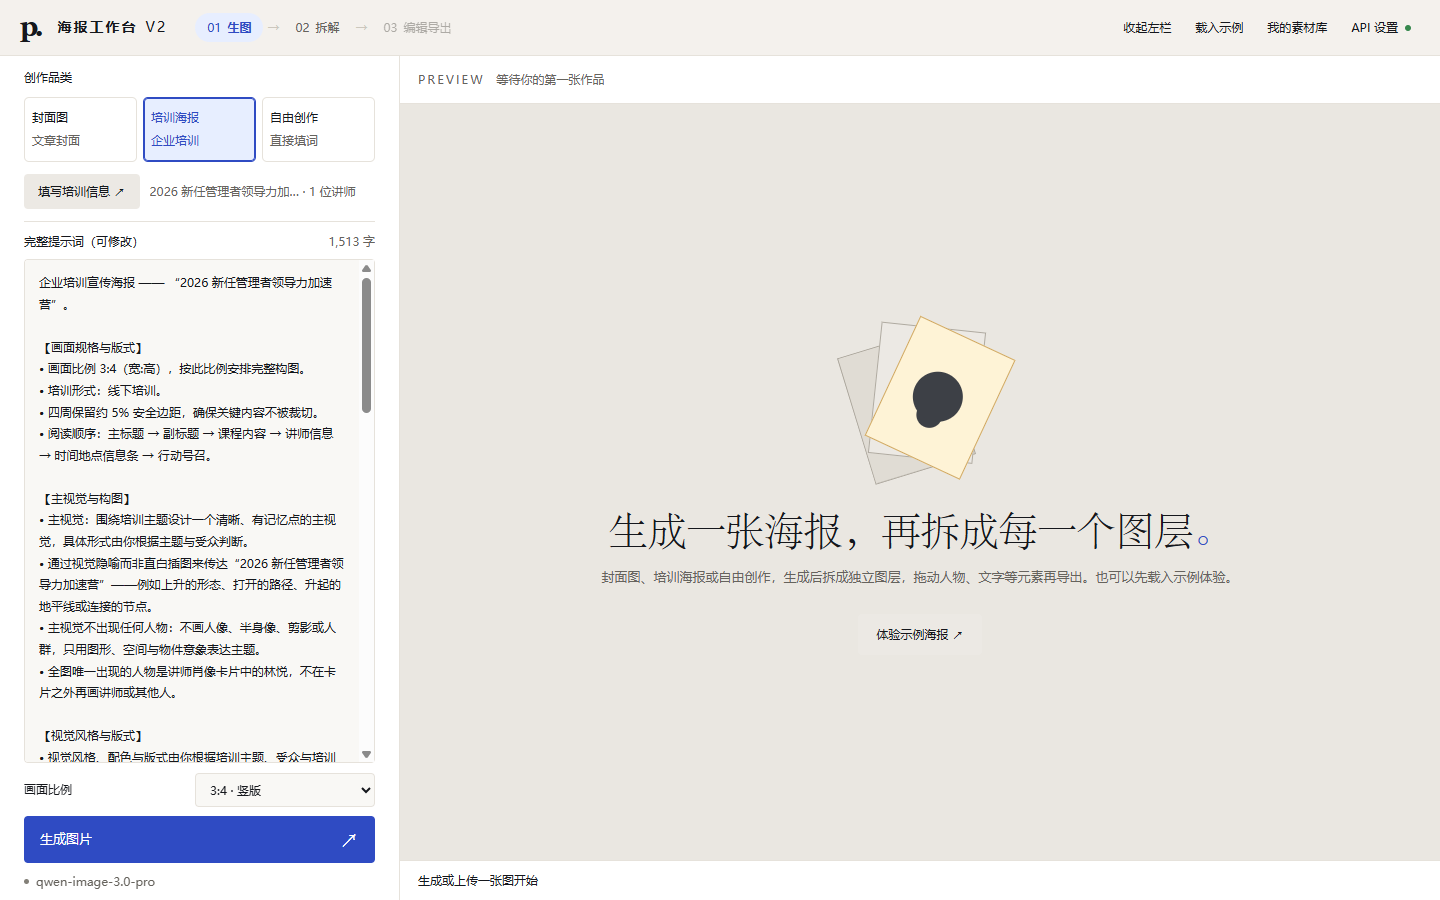 p. 海报工作台 V2
01 生图 → 02 拆解 → 03 编辑导出
收起左栏 载入示例 我的素材库 API 设置
创作品类
封面图
文章封面
培训海报
企业培训
自由创作
直接填词
填写培训信息 ↗ 2026 新任管理者领导力加... · 1 位讲师
完整提示词（可修改） 1,513 字
企业培训宣传海报 —— “2026 新任管理者领导力加速
营”。
【画面规格与版式】
• 画面比例 3:4（宽:高），按此比例安排完整构图。
• 培训形式：线下培训。
• 四周保留约 5% 安全边距，确保关键内容不被裁切。
• 阅读顺序：主标题 → 副标题 → 课程内容 → 讲师信息
→ 时间地点信息条 → 行动号召。
【主视觉与构图】
• 主视觉：围绕培训主题设计一个清晰、有记忆点的主视
觉，具体形式由你根据主题与受众判断。
• 通过视觉隐喻而非直白插图来传达“2026 新任管理者领
导力加速营”——例如上升的形态、打开的路径、升起的
地平线或连接的节点。
• 主视觉不出现任何人物：不画人像、半身像、剪影或人
群，只用图形、空间与物件意象表达主题。
• 全图唯一出现的人物是讲师肖像卡片中的林悦，不在卡
片之外再画讲师或其他人。
【视觉风格与版式】
• 视觉风格、配色与版式由你根据培训主题、受众与培训
画面比例 3:4 · 竖版
生成图片 ↗
qwen-image-3.0-pro
PREVIEW 等待你的第一张作品
生成一张海报，再拆成每一个图层。
封面图、培训海报或自由创作，生成后拆成独立图层，拖动人物、文字等元素再导出。也可以先载入示例体验。
体验示例海报 ↗
生成或上传一张图开始